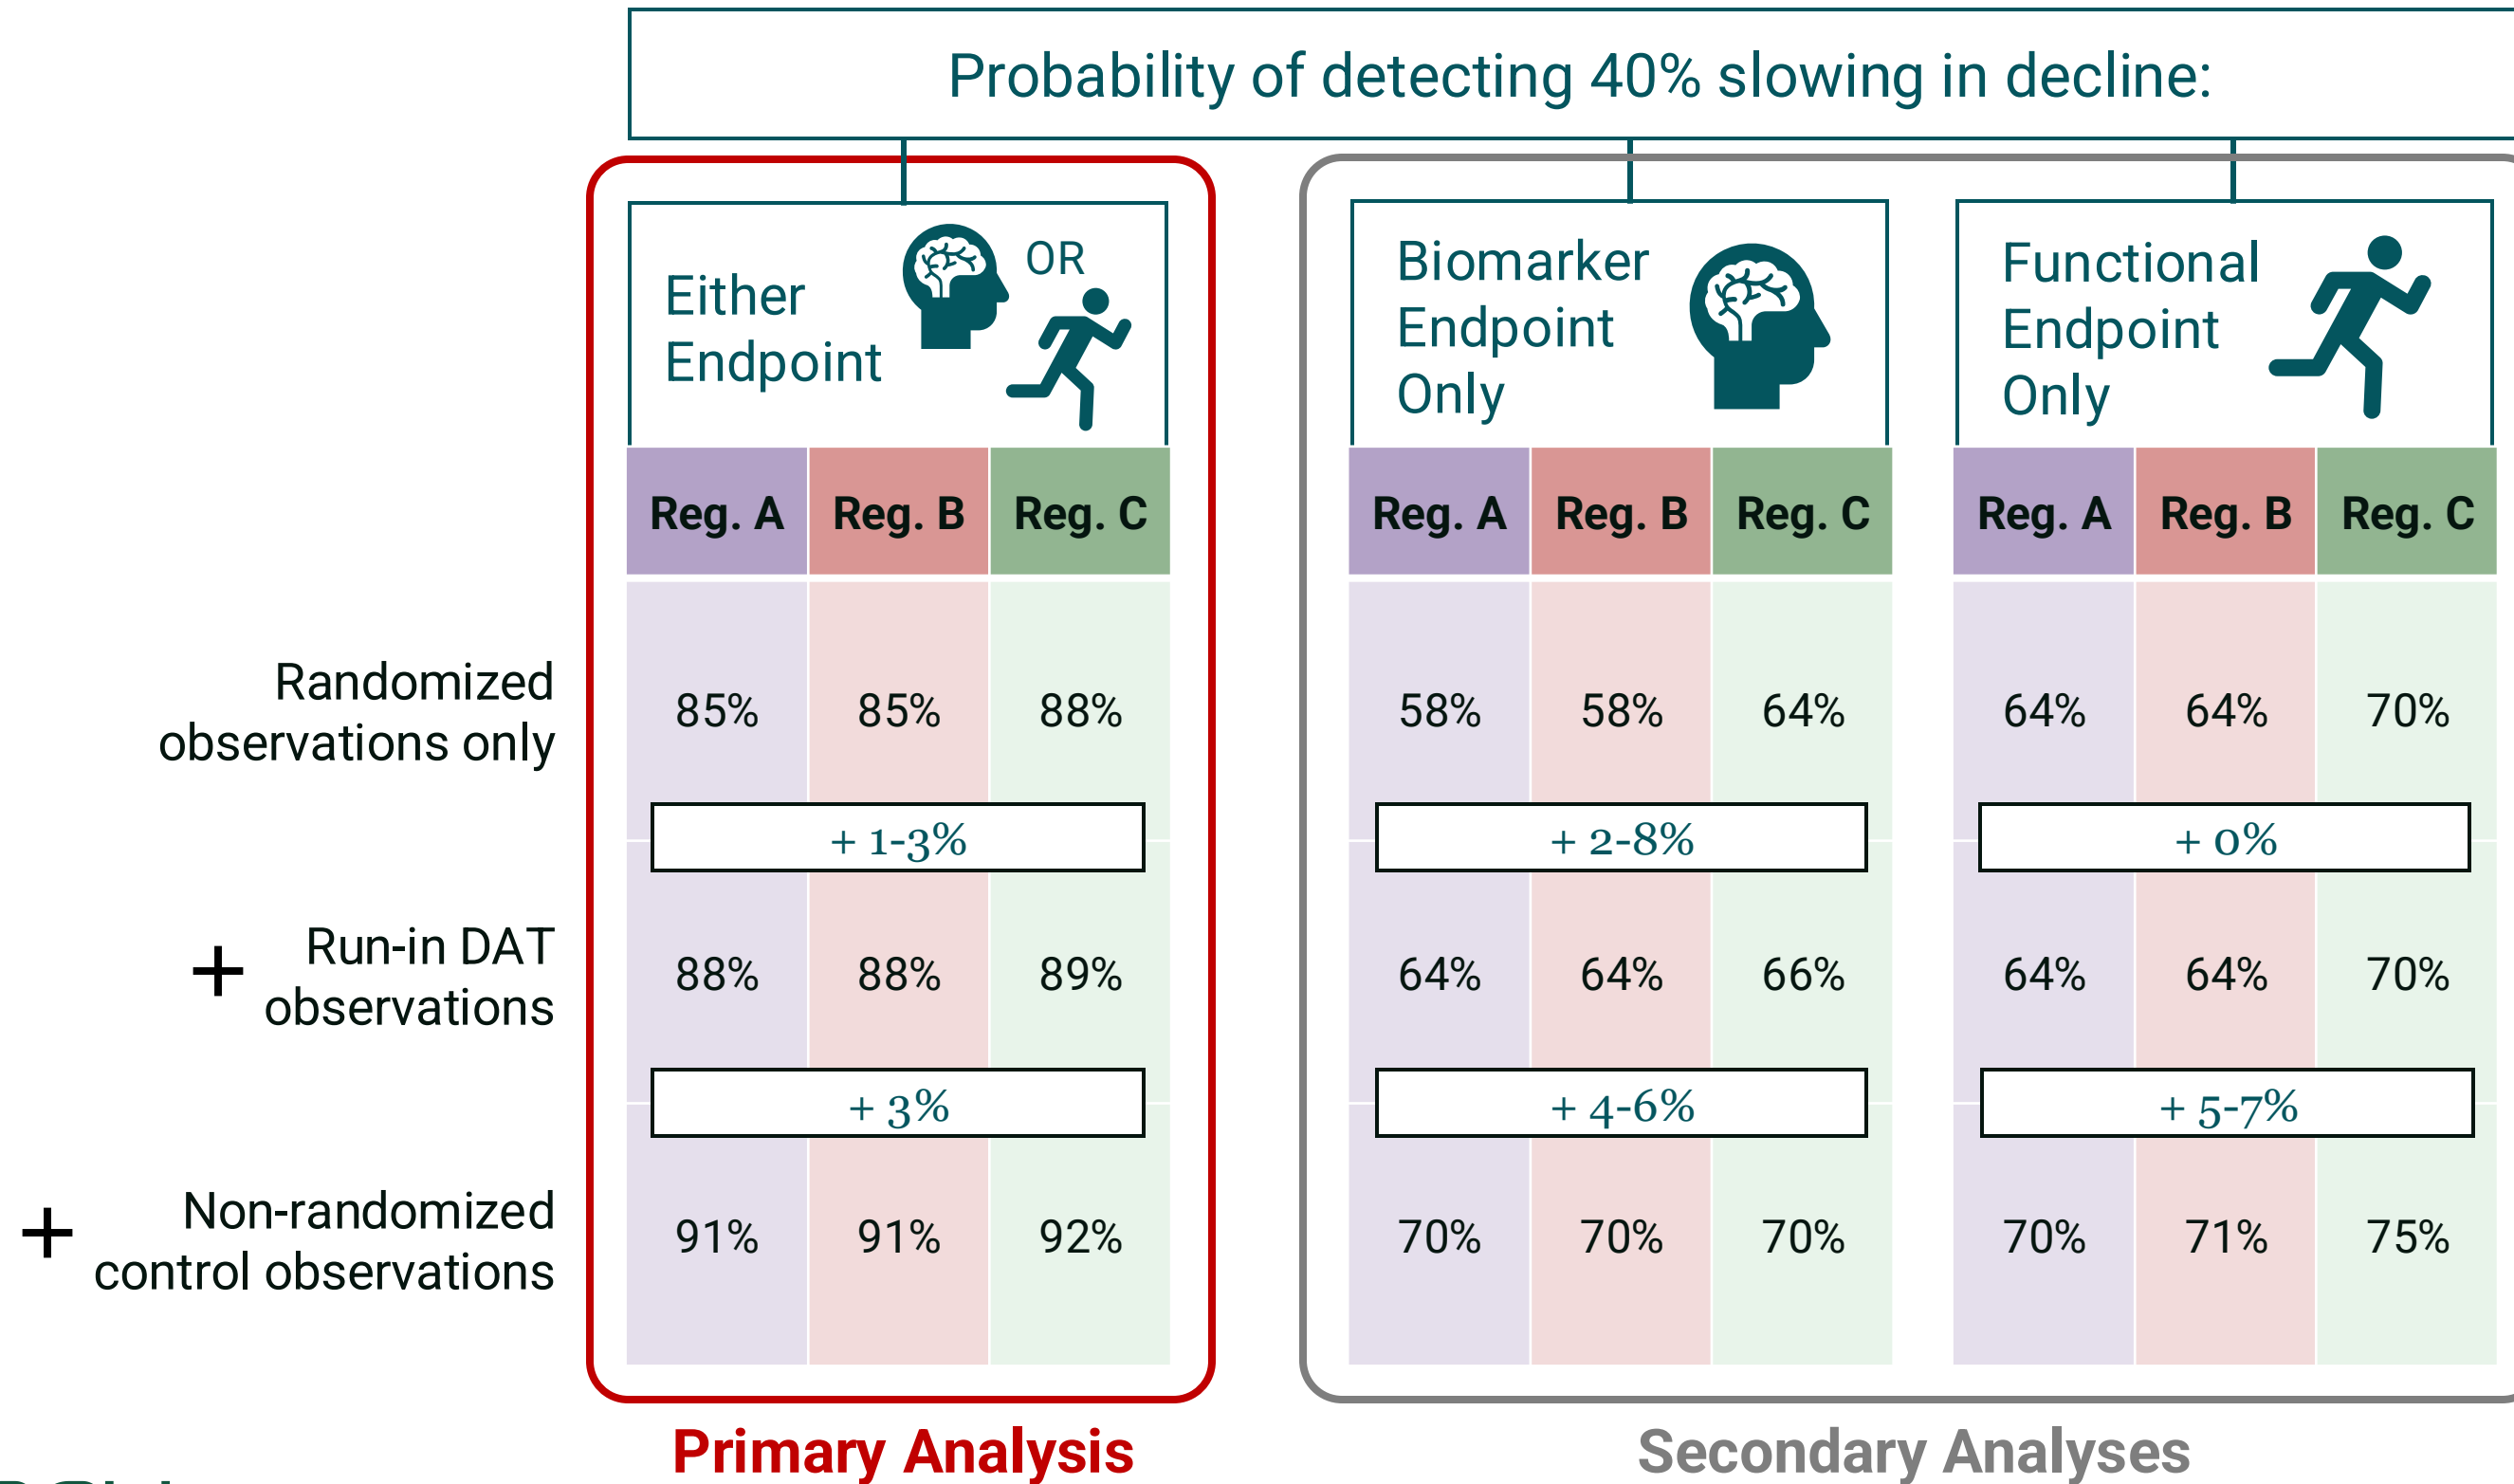 Probability of detecting 40% slowing in decline:
Either
Endpoint
OR
Biomarker
Endpoint
Only
Functional
Endpoint
Only
Reg. A Reg. B Reg. C Reg. A Reg. B Reg. C Reg. A Reg. B Reg. C
Randomized
observations only
85% 85% 88% 58% 58% 64% 64% 64% 70%
+ 1-3% + 2-8% + 0%
+ Run-in DAT
observations
88% 88% 89% 64% 64% 66% 64% 64% 70%
+ 3% + 4-6% + 5-7%
+ Non-randomized
control observations
91% 91% 92% 70% 70% 70% 70% 71% 75%
Primary Analysis Secondary Analyses